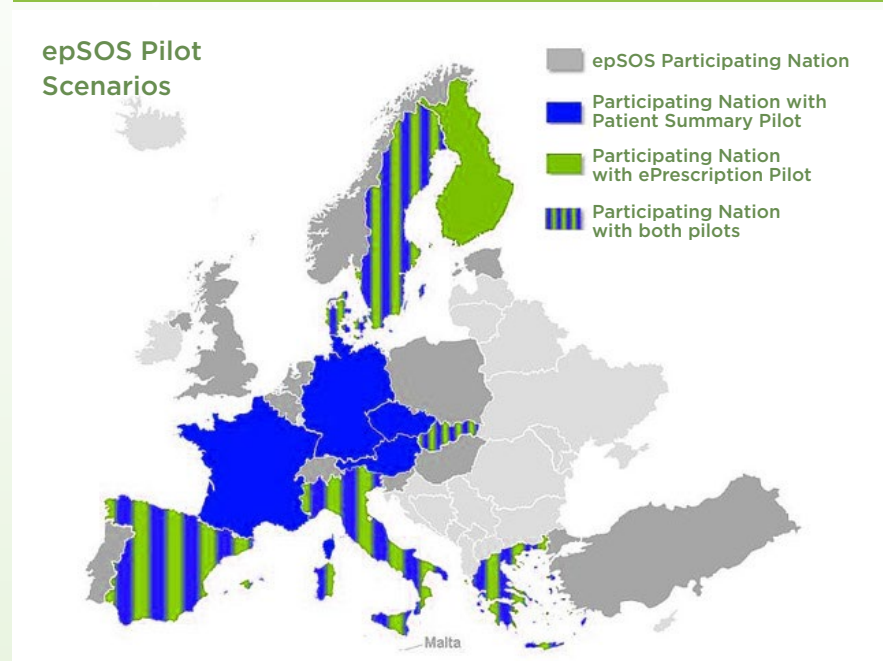 epSOS Pilot
Scenarios
epSOS Participating Nation
Participating Nation with
Patient Summary Pilot
Participating Nation
with ePrescription Pilot
Participating Nation
with both pilots
Malta